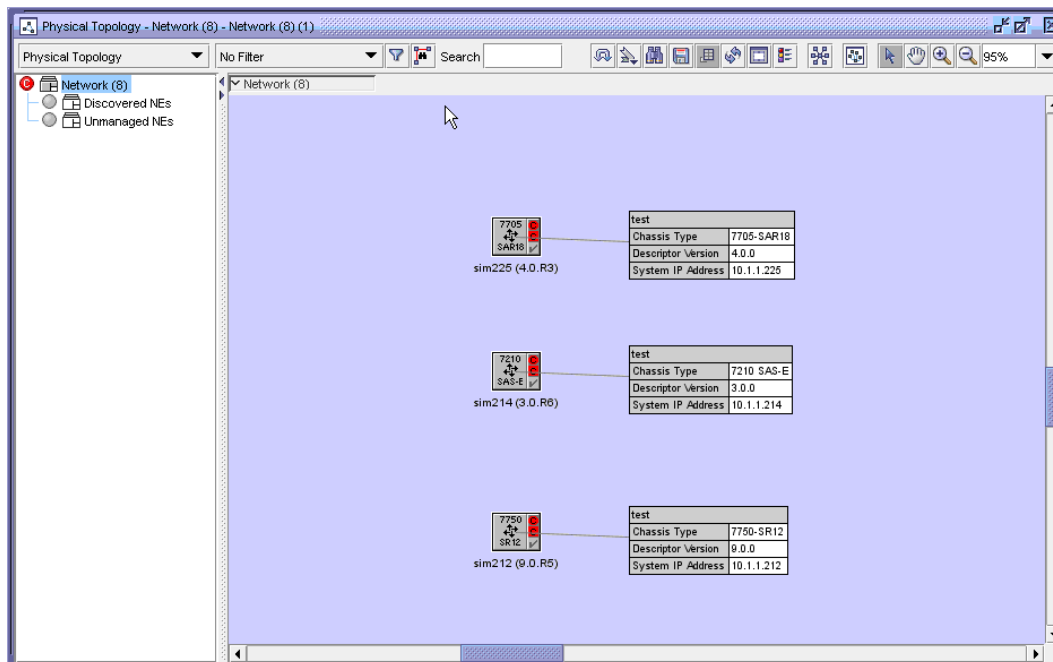 Physical Topology - Network (8) - Network (8) (1)
Physical Topology
No Filter
Search
95%
C Network (8)
Discovered NEs
Unmanaged NEs
Network (8)
7705 C
C
SAR18
sim225 (4.0.R3)
test
Chassis Type 7705-SAR18
Descriptor Version 4.0.0
System IP Address 10.1.1.225
7210 C
C
SAS-E
sim214 (3.0.R6)
test
Chassis Type 7210 SAS-E
Descriptor Version 3.0.0
System IP Address 10.1.1.214
7750 C
C
SR12
sim212 (9.0.R5)
test
Chassis Type 7750-SR12
Descriptor Version 9.0.0
System IP Address 10.1.1.212